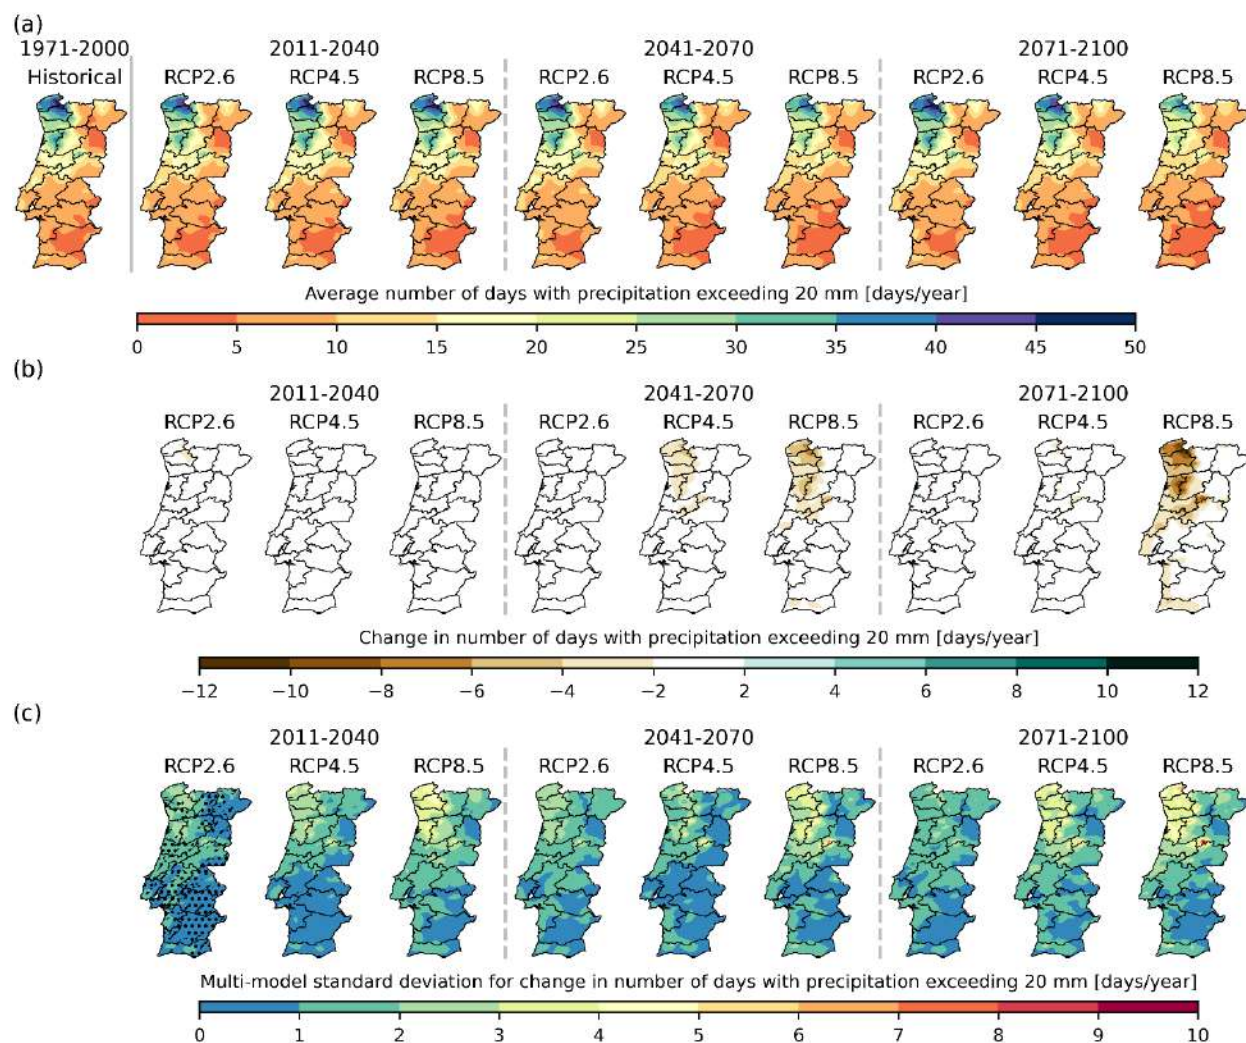 (a)
1971-2000 2011-2040 2041-2070 2071-2100
Historical RCP2.6 RCP4.5 RCP8.5 RCP2.6 RCP4.5 RCP8.5 RCP2.6 RCP4.5 RCP8.5
Average number of days with precipitation exceeding 20 mm [days/year]
0 5 10 15 20 25 30 35 40 45 50
(b)
2011-2040 2041-2070 2071-2100
RCP2.6 RCP4.5 RCP8.5 RCP2.6 RCP4.5 RCP8.5 RCP2.6 RCP4.5 RCP8.5
Change in number of days with precipitation exceeding 20 mm [days/year]
−12 −10 −8 −6 −4 −2 2 4 6 8 10 12
(c)
2011-2040 2041-2070 2071-2100
RCP2.6 RCP4.5 RCP8.5 RCP2.6 RCP4.5 RCP8.5 RCP2.6 RCP4.5 RCP8.5
Multi-model standard deviation for change in number of days with precipitation exceeding 20 mm [days/year]
0 1 2 3 4 5 6 7 8 9 10